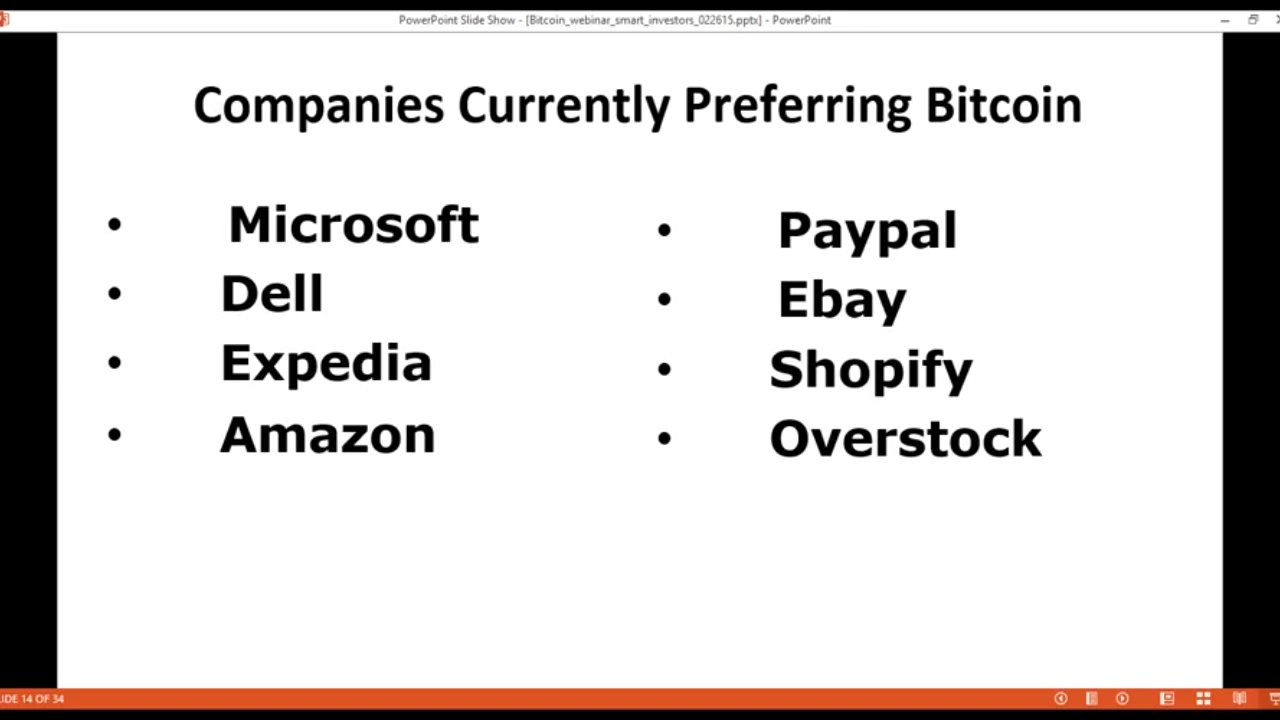 PowerPoint Slide Show - [Bitcoin_webinar_smart_investors_022615.pptx] - PowerPoint
Companies Currently Preferring Bitcoin
• Microsoft
• Dell
• Expedia
• Amazon
• Paypal
• Ebay
• Shopify
• Overstock
LIDE 14 OF 34